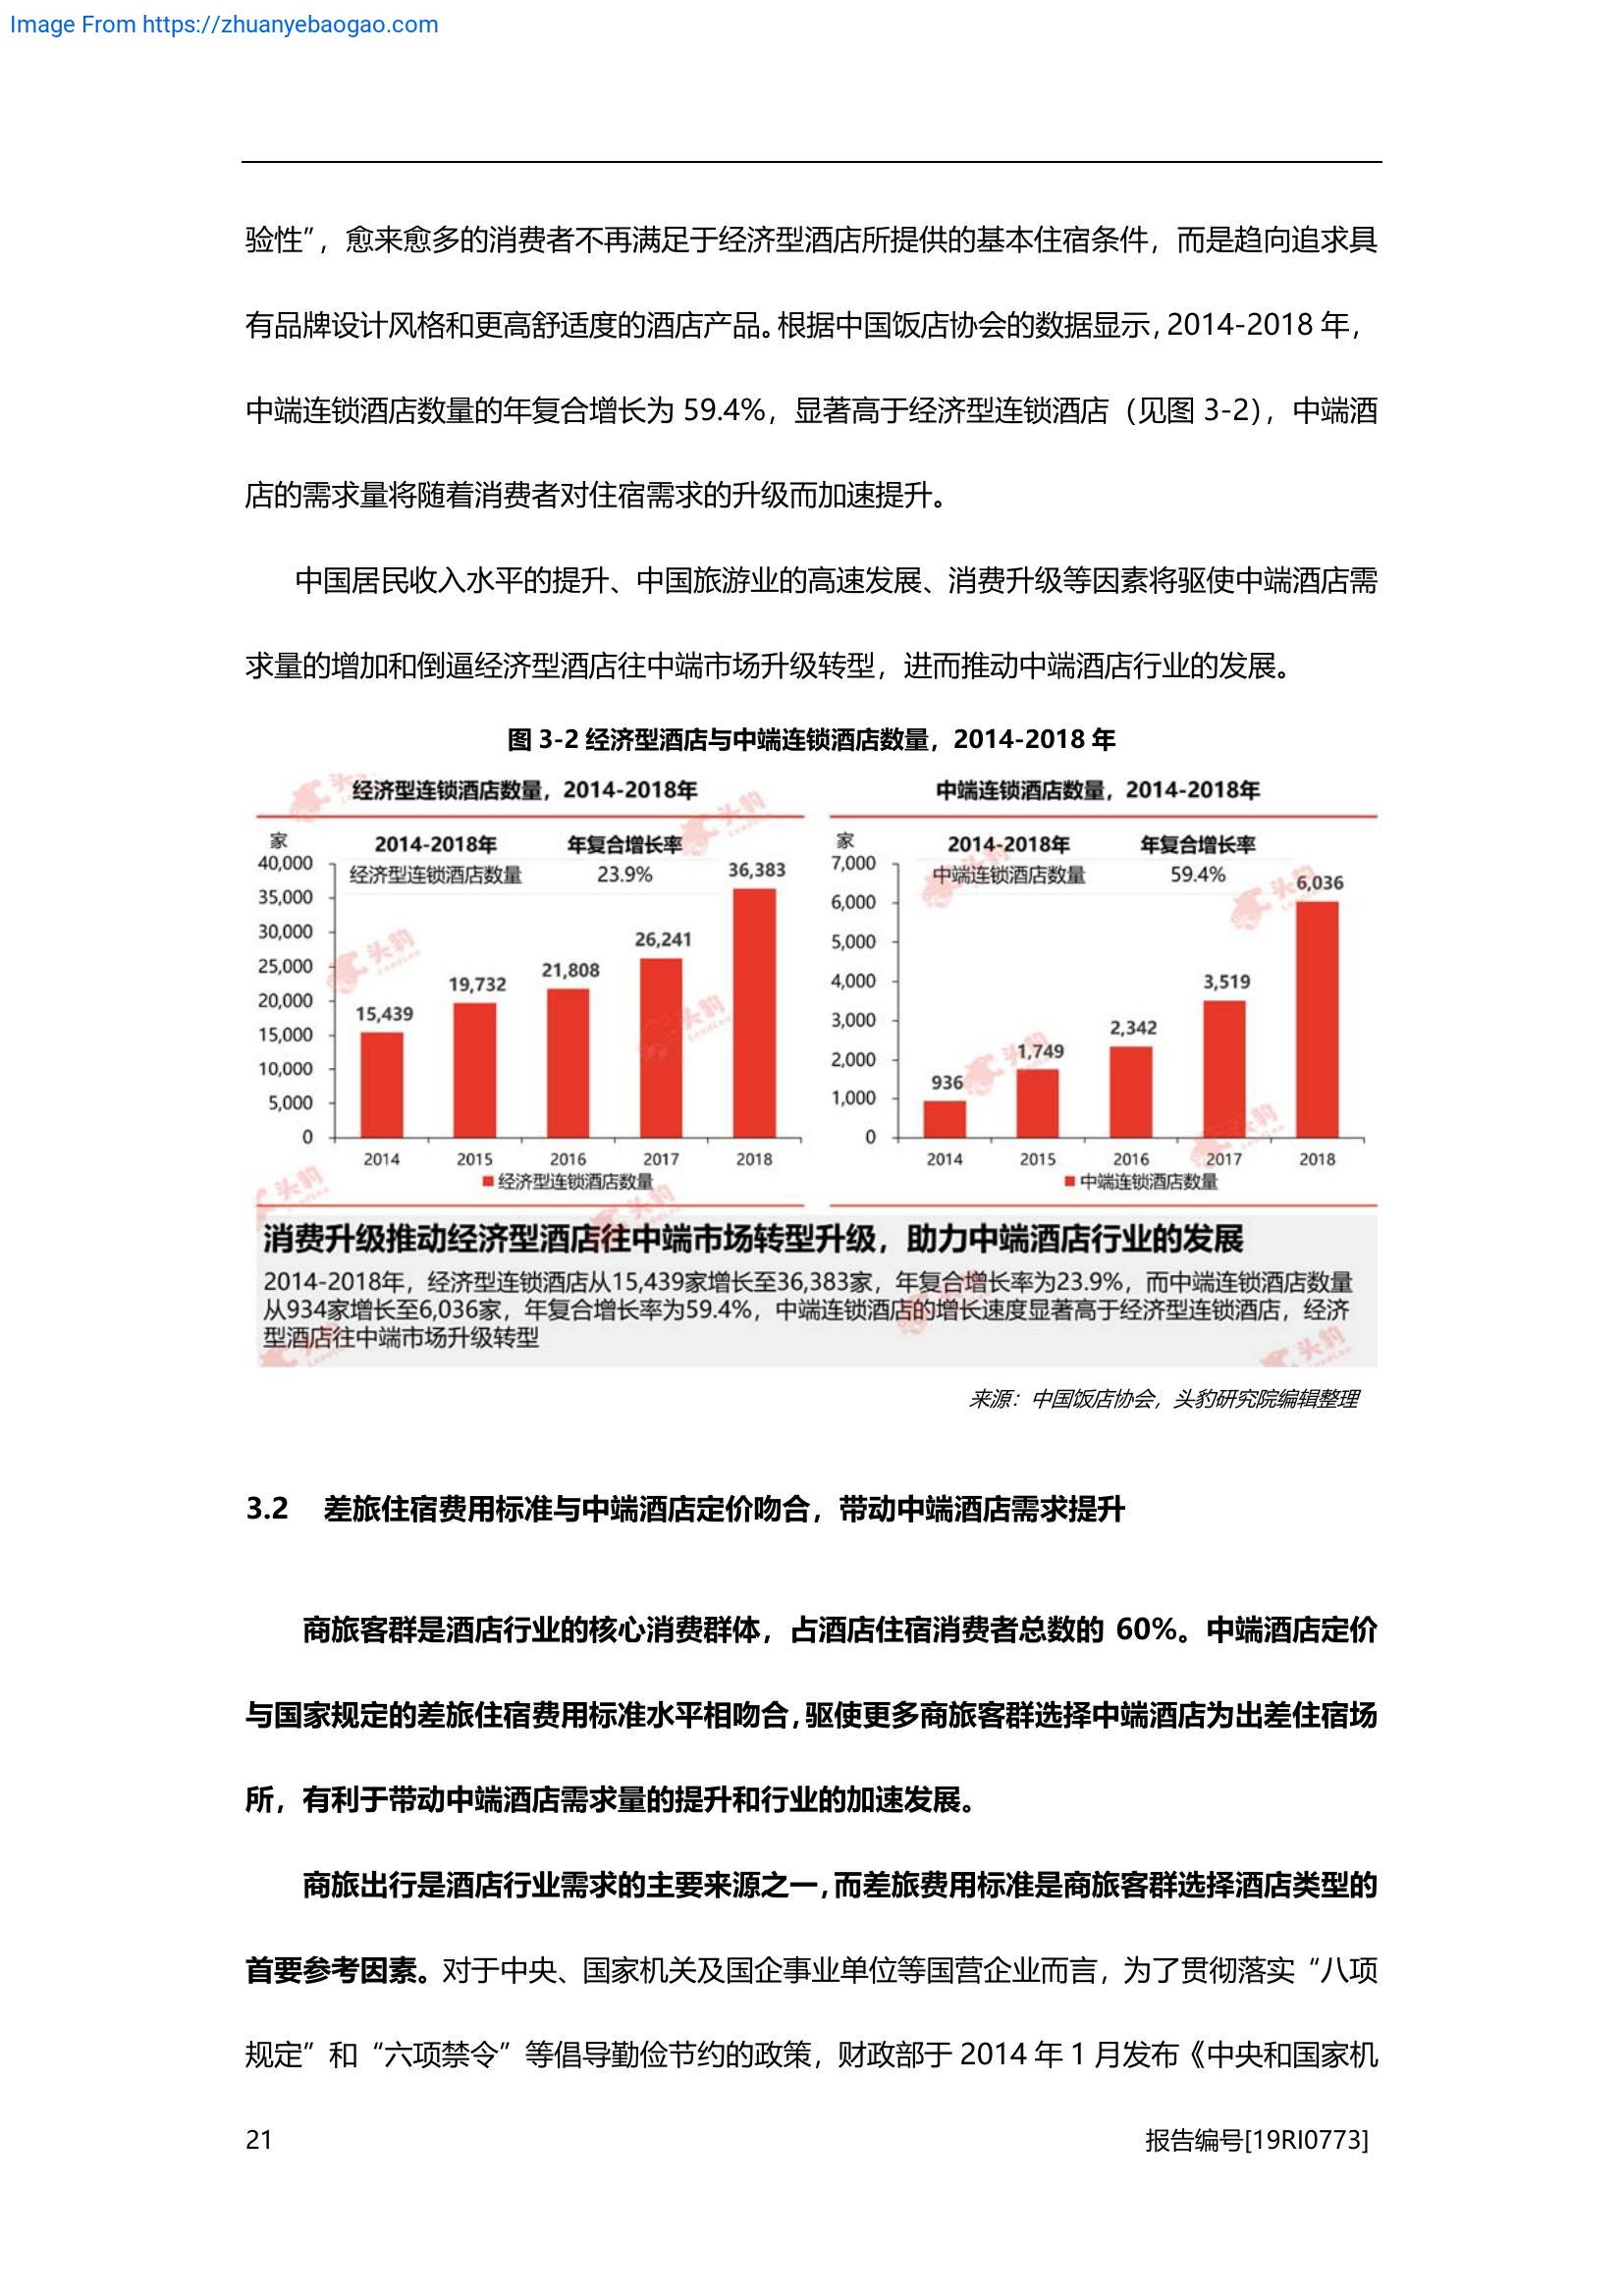 Image From https://zhuanyebaogao.com
验性”，愈来愈多的消费者不再满足于经济型酒店所提供的基本住宿条件，而是趋向追求具
有品牌设计风格和更高舒适度的酒店产品。根据中国饭店协会的数据显示，2014-2018 年，
中端连锁酒店数量的年复合增长为 59.4%，显著高于经济型连锁酒店（见图 3-2），中端酒
店的需求量将随着消费者对住宿需求的升级而加速提升。
中国居民收入水平的提升、中国旅游业的高速发展、消费升级等因素将驱使中端酒店需
求量的增加和倒逼经济型酒店往中端市场升级转型，进而推动中端酒店行业的发展。
图 3-2 经济型酒店与中端连锁酒店数量，2014-2018 年
经济型连锁酒店数量，2014-2018年
家
2014-2018年 年复合增长率
经济型连锁酒店数量 23.9%
40,000
35,000
30,000
25,000
20,000
15,000
10,000
5,000
0
15,439
19,732
21,808
26,241
36,383
2014 2015 2016 2017 2018
经济型连锁酒店数量
中端连锁酒店数量，2014-2018年
家
2014-2018年 年复合增长率
中端连锁酒店数量 59.4%
7,000
6,000
5,000
4,000
3,000
2,000
1,000
0
936
1,749
2,342
3,519
6,036
2014 2015 2016 2017 2018
中端连锁酒店数量
消费升级推动经济型酒店往中端市场转型升级，助力中端酒店行业的发展
2014-2018年，经济型连锁酒店从15,439家增长至36,383家，年复合增长率为23.9%，而中端连锁酒店数量
从934家增长至6,036家，年复合增长率为59.4%，中端连锁酒店的增长速度显著高于经济型连锁酒店，经济
型酒店往中端市场升级转型
来源：中国饭店协会，头豹研究院编辑整理
3.2 差旅住宿费用标准与中端酒店定价吻合，带动中端酒店需求提升
商旅客群是酒店行业的核心消费群体，占酒店住宿消费者总数的 60%。中端酒店定价
与国家规定的差旅住宿费用标准水平相吻合，驱使更多商旅客群选择中端酒店为出差住宿场
所，有利于带动中端酒店需求量的提升和行业的加速发展。
商旅出行是酒店行业需求的主要来源之一，而差旅费用标准是商旅客群选择酒店类型的
首要参考因素。对于中央、国家机关及国企事业单位等国营企业而言，为了贯彻落实“八项
规定”和“六项禁令”等倡导勤俭节约的政策，财政部于 2014 年 1 月发布《中央和国家机
21
报告编号[19RI0773]